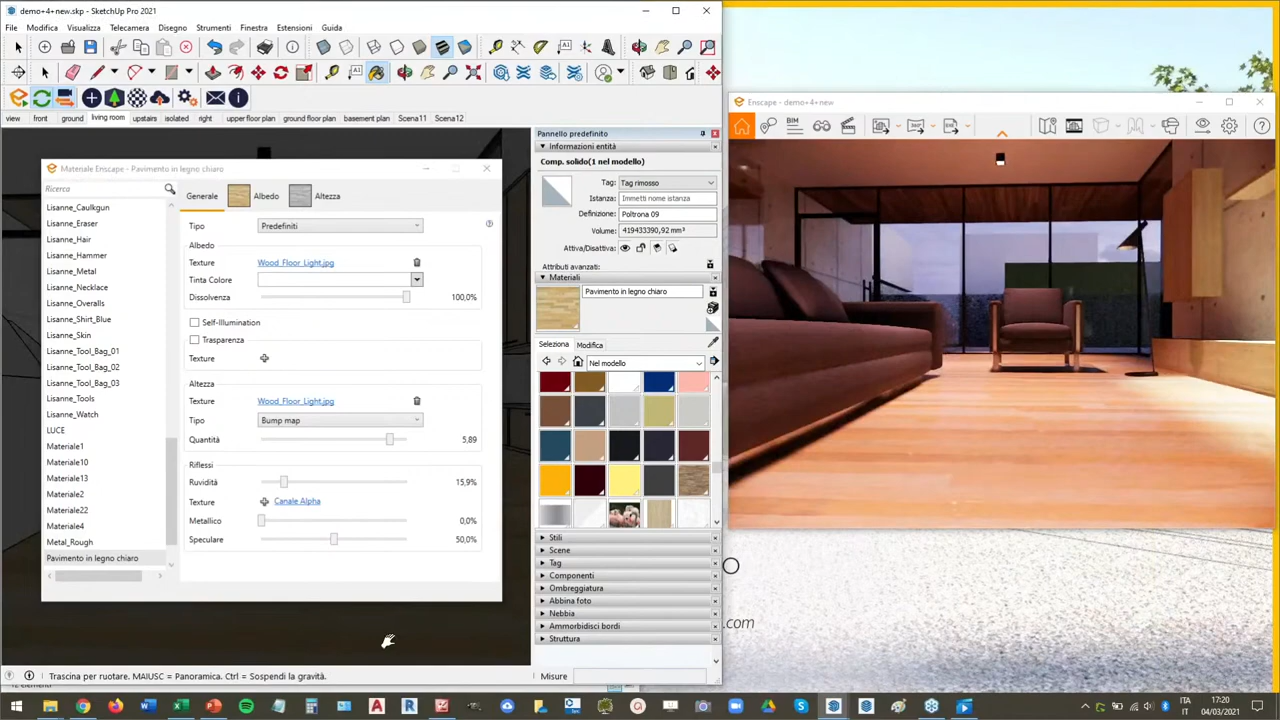 demo+4+new.skp - SketchUp Pro 2021
File Modifica Visualizza Telecamera Disegno Strumenti Finestra Estensioni Guida
view front ground living room upstairs isolated right upper floor plan ground floor plan basement plan Scena11 Scena12
Materiale Enscape - Pavimento in legno chiaro
Ricerca
Lisanne_Caulkgun
Lisanne_Eraser
Lisanne_Hair
Lisanne_Hammer
Lisanne_Metal
Lisanne_Necklace
Lisanne_Overalls
Lisanne_Shirt_Blue
Lisanne_Skin
Lisanne_Tool_Bag_01
Lisanne_Tool_Bag_02
Lisanne_Tool_Bag_03
Lisanne_Tools
Lisanne_Watch
LUCE
Materiale1
Materiale10
Materiale13
Materiale2
Materiale22
Materiale4
Metal_Rough
Pavimento in legno chiaro
Generale Albedo Altezza
Tipo Predefiniti
Albedo
Texture Wood_Floor_Light.jpg
Tinta Colore
Dissolvenza 100,0%
Self-Illumination
Trasparenza
Texture
Altezza
Texture Wood_Floor_Light.jpg
Tipo Bump map
Quantità 5,89
Riflessi
Ruvidità 15,9%
Texture Canale Alpha
Metallico 0,0%
Speculare 50,0%
Pannello predefinito
Informazioni entità
Comp. solido(1 nel modello)
Tag: Tag rimosso
Istanza: Immetti nome istanza
Definizione: Poltrona 09
Volume: 419433390,92 mm³
Attiva/Disattiva:
Attributi avanzati:
Materiali
Pavimento in legno chiaro
Seleziona Modifica
Nel modello
Stili
Scene
Tag
Componenti
Ombreggiatura
Abbina foto
Nebbia
Ammorbidisci bordi
Struttura
Trascina per ruotare. MAIUSC = Panoramica. Ctrl = Sospendi la gravità.
Misure
Enscape - demo+4+new
BIM
360°
.com
ITA
IT
17:20
04/03/2021